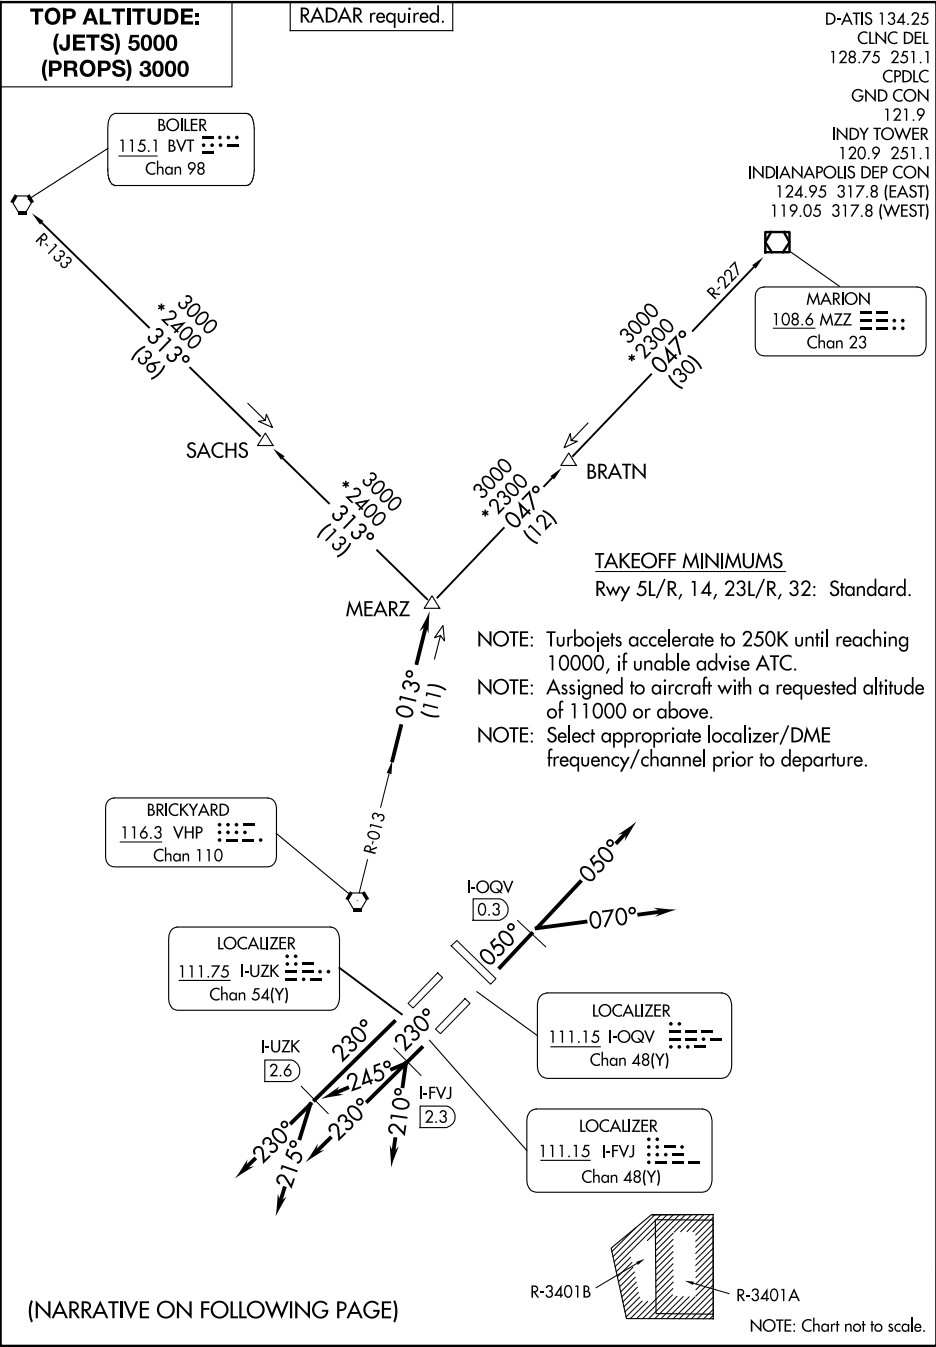 TOP ALTITUDE:
(JETS) 5000
(PROPS) 3000
RADAR required.
D-ATIS 134.25
CLNC DEL
128.75 251.1
CPDLC
GND CON
121.9
INDY TOWER
120.9 251.1
INDIANAPOLIS DEP CON
124.95 317.8 (EAST)
119.05 317.8 (WEST)
BOILER
115.1 BVT
Chan 98
R-133
3000
*2400
313°
(36)
SACHS
3000
*2400
313°
(13)
MARION
108.6 MZZ
Chan 23
R-227
3000
*2300
047°
(30)
BRATN
3000
*2300
047°
(12)
MEARZ
TAKEOFF MINIMUMS
Rwy 5L/R, 14, 23L/R, 32: Standard.
NOTE: Turbojets accelerate to 250K until reaching
10000, if unable advise ATC.
NOTE: Assigned to aircraft with a requested altitude
of 11000 or above.
NOTE: Select appropriate localizer/DME
frequency/channel prior to departure.
013°
(11)
R-013
BRICKYARD
116.3 VHP
Chan 110
I-OQV
0.3
050°
050°
070°
LOCALIZER
111.75 I-UZK
Chan 54(Y)
LOCALIZER
111.15 I-OQV
Chan 48(Y)
I-UZK
2.6
230°
230°
245°
I-FVJ
2.3
230°
215°
230°
210°
LOCALIZER
111.15 I-FVJ
Chan 48(Y)
R-3401B
R-3401A
(NARRATIVE ON FOLLOWING PAGE)
NOTE: Chart not to scale.